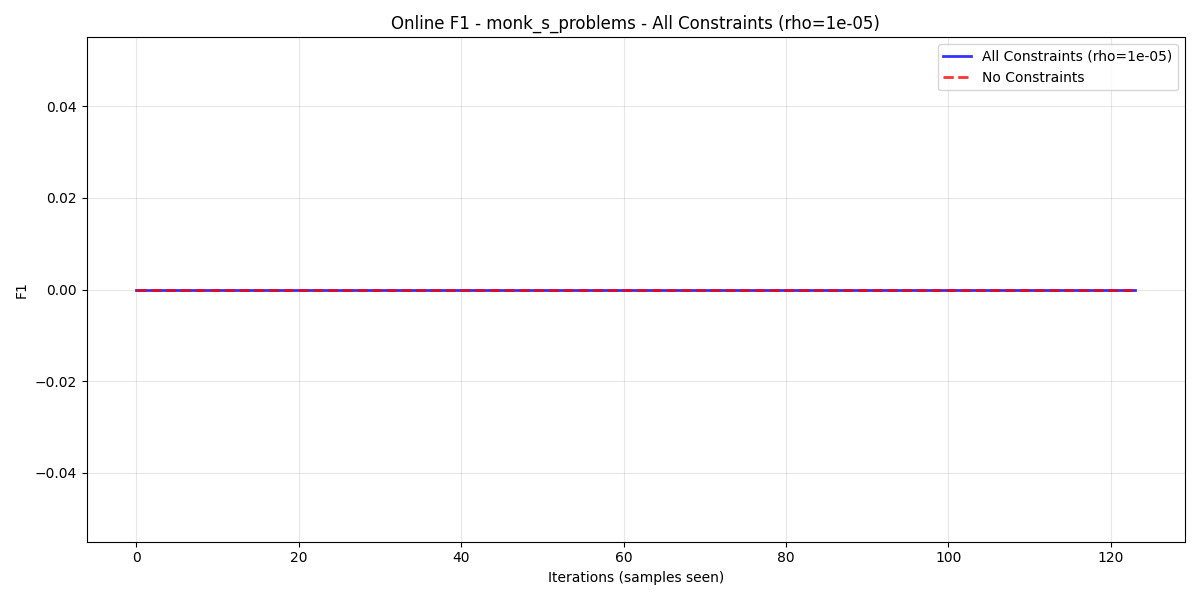 Online F1 - monk_s_problems - All Constraints (rho=1e-05)
All Constraints (rho=1e-05)
No Constraints
F1
0.04
0.02
0.00
−0.02
−0.04
0 20 40 60 80 100 120
Iterations (samples seen)